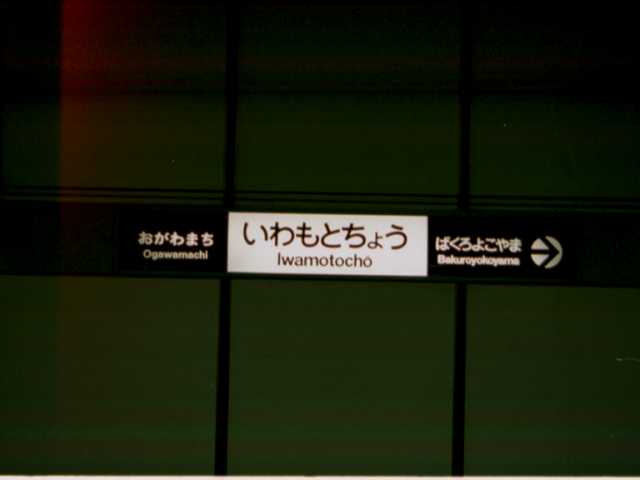 おがわまち
Ogawamachi
いわもとちょう
Iwamotochō
ばくろよこやま
Bakuroyokoyama